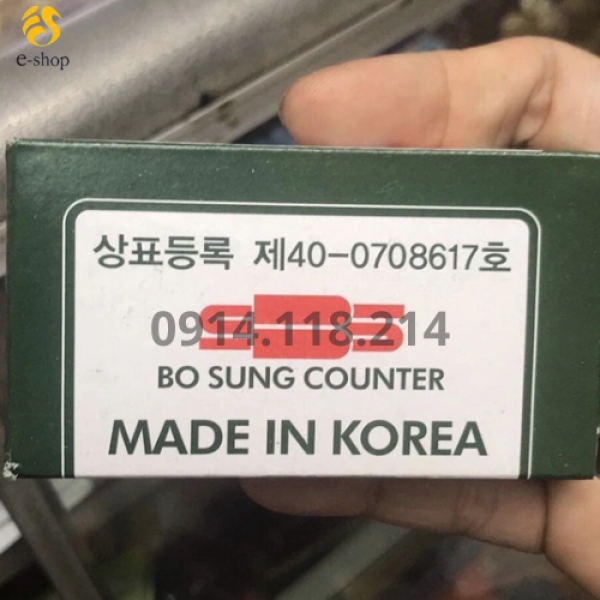 e-shop
상표등록 제40-0708617호
SBS
0914.118.214
BO SUNG COUNTER
MADE IN KOREA